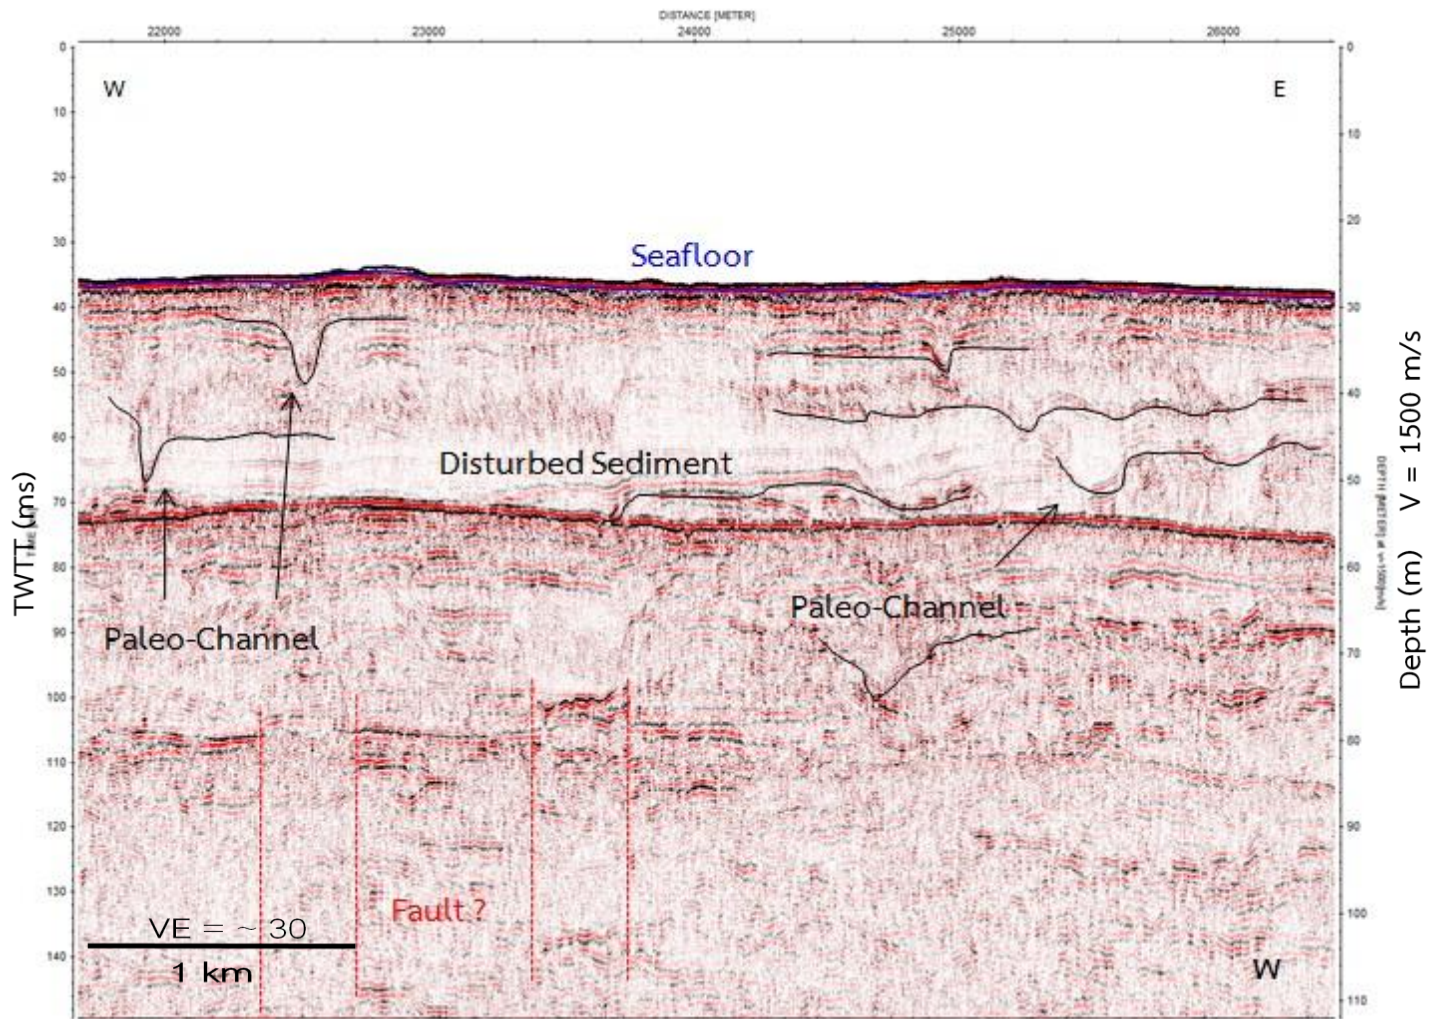 DISTANCE [METER]
22000 23000 24000 25000 26000
0 0
W E
10
10
20
20
30
Seafloor
40 30
50
40
60
Disturbed Sediment
50
70
80 60
Paleo-Channel
90
Paleo-Channel
70
100
80
110
120 90
130
Fault ?
100
VE = ~ 30
140
1 km
W
110
TWTT (ms)
Depth (m) V = 1500 m/s